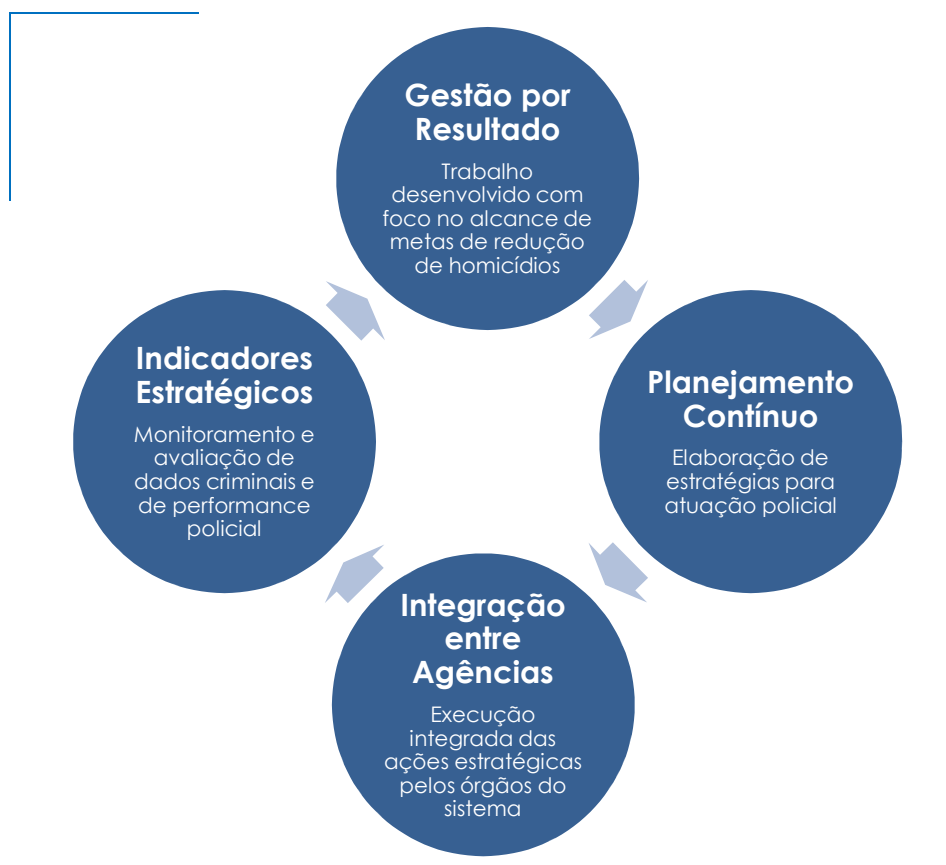 Gestão por
Resultado
Trabalho
desenvolvido com
foco no alcance de
metas de redução
de homicídios
Planejamento
Contínuo
Elaboração de
estratégias para
atuação policial
Integração
entre
Agências
Execução
integrada das
ações estratégicas
pelos órgãos do
sistema
Indicadores
Estratégicos
Monitoramento e
avaliação de
dados criminais e
de performance
policial